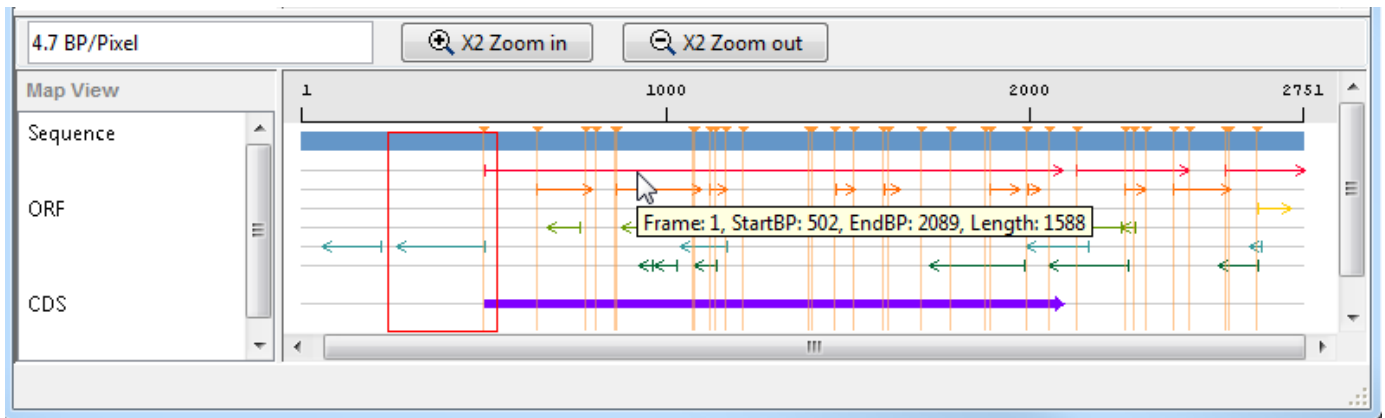 4.7 BP/Pixel X2 Zoom in X2 Zoom out
Map View 1 1000 2000 2751
Sequence
ORF
Frame: 1, StartBP: 502, EndBP: 2089, Length: 1588
CDS